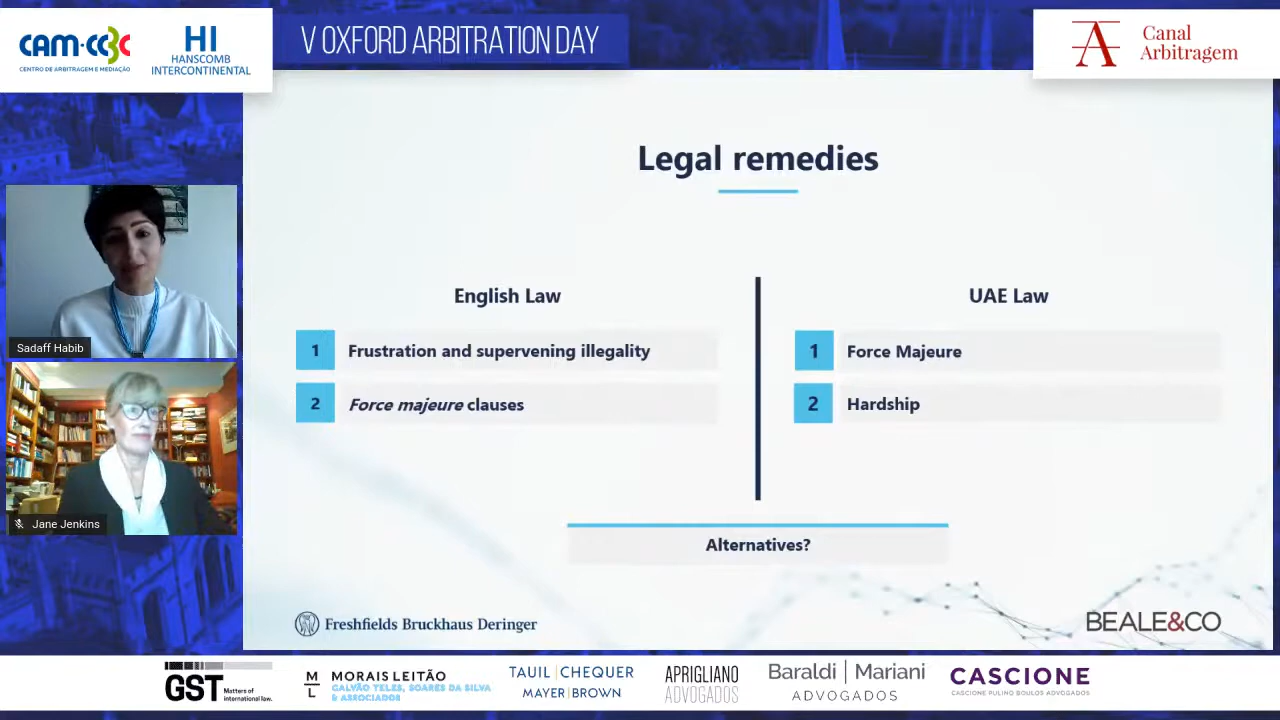 CAM·CCBC
CENTRO DE ARBITRAGEM E MEDIAÇÃO
HI
HANSCOMB
INTERCONTINENTAL
V OXFORD ARBITRATION DAY
Canal
Arbitragem
Legal remedies
English Law
1 Frustration and supervening illegality
2 Force majeure clauses
UAE Law
1 Force Majeure
2 Hardship
Alternatives?
Sadaff Habib
Jane Jenkins
Freshfields Bruckhaus Deringer
BEALE&CO
GST Matters of
international law.
M
L
MORAIS LEITÃO
GALVÃO TELES, SOARES DA SILVA
& ASSOCIADOS
TAUIL | CHEQUER
MAYER | BROWN
APRIGLIANO
ADVOGADOS
Baraldi | Mariani
ADVOGADOS
CASCIONE
CASCIONE PULINO BOULOS ADVOGADOS